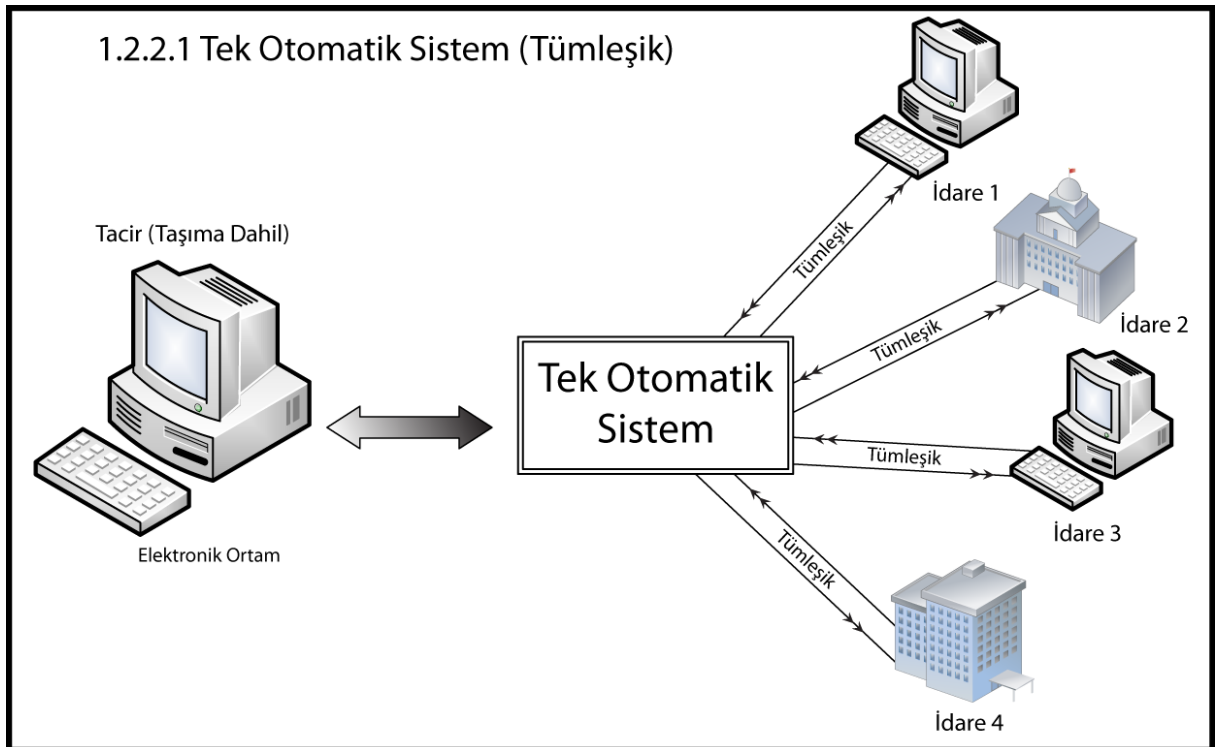 1.2.2.1 Tek Otomatik Sistem (Tümleşik)
Tacir (Taşıma Dahil)
Elektronik Ortam
Tek Otomatik
Sistem
Tümleşik
İdare 1
Tümleşik
İdare 2
Tümleşik
İdare 3
Tümleşik
İdare 4